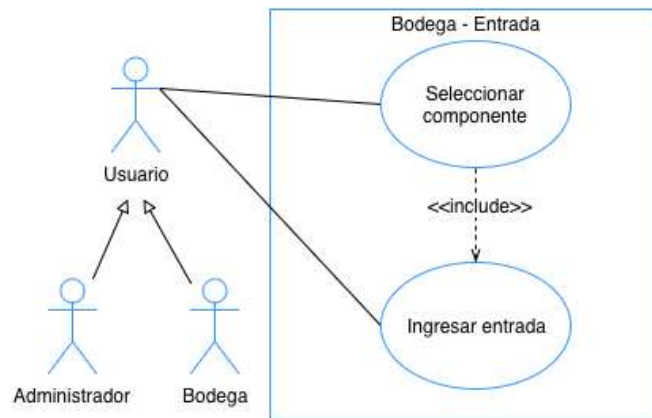 Bodega - Entrada
Seleccionar
componente
Usuario
<<include>>
Ingresar entrada
Administrador
Bodega